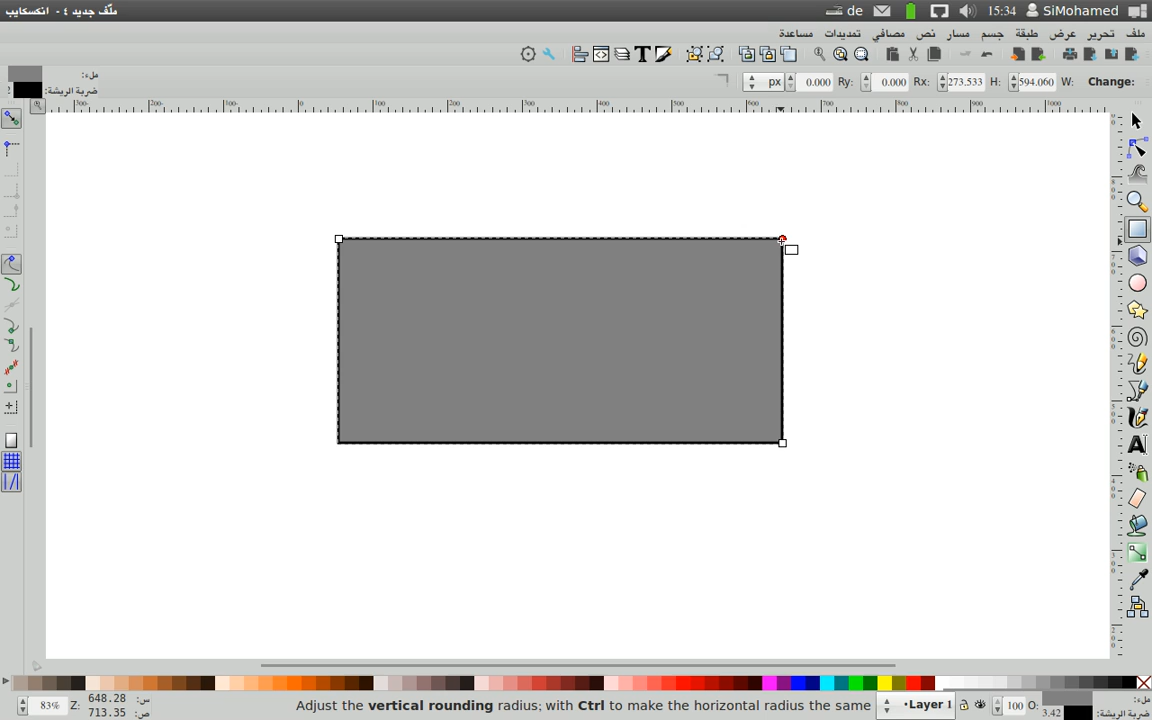 ملّف جديد ٤ - انكسكايب
de 15:34 SiMohamed
ملف تحرير عرض طبقة جسم مسار نص مصافي تمديدات مساعدة
ملء:
ضربة الريشة:
Change: W: 594.060 H: 273.533 Rx: 0.000 Ry: 0.000 px
83% Z: 648.28 س:
713.35 ص:
Adjust the vertical rounding radius; with Ctrl to make the horizontal radius the same
•Layer 1
100 O:
ملء:
3.42 ضربة الريشة: